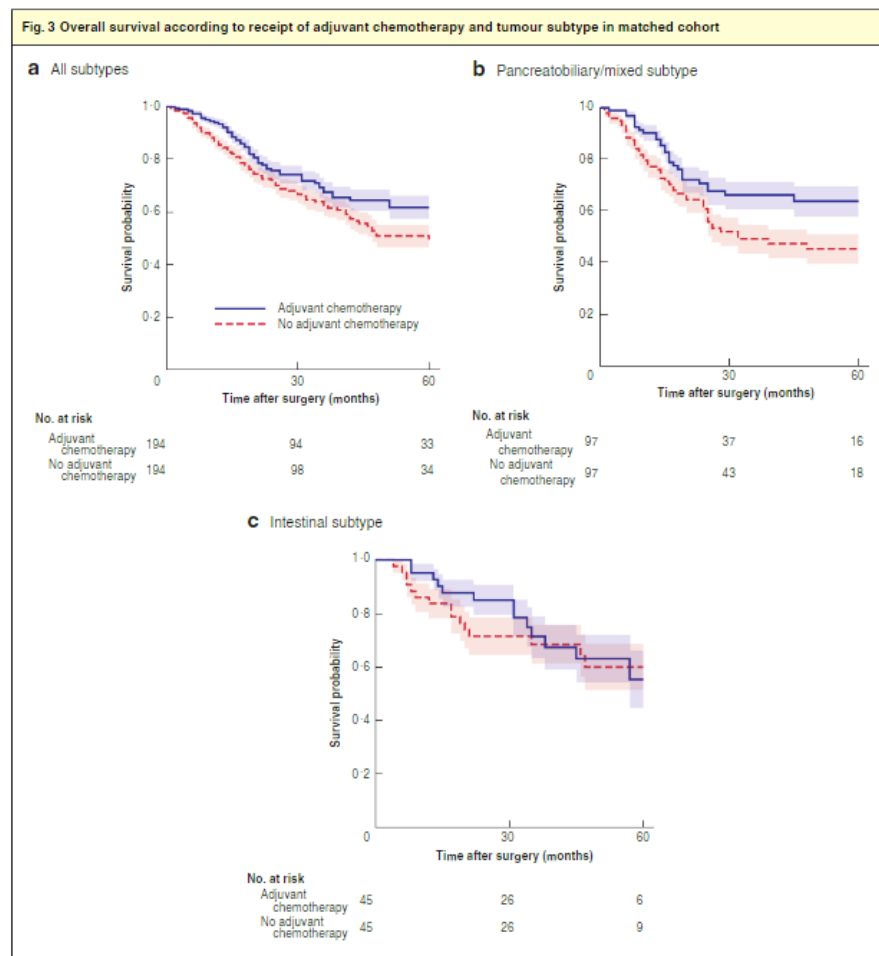 Fig. 3 Overall survival according to receipt of adjuvant chemotherapy and tumour subtype in matched cohort
a All subtypes
1·0
0·8
0·6
0·4
0·2
0
30
60
Survival probability
Adjuvant chemotherapy
No adjuvant chemotherapy
Time after surgery (months)
No. at risk
Adjuvant
chemotherapy 194 94 33
No adjuvant
chemotherapy 194 98 34
b Pancreatobiliary/mixed subtype
1·0
0·8
0·6
0·4
0·2
0
30
60
Survival probability
Time after surgery (months)
No. at risk
Adjuvant
chemotherapy 97 37 16
No adjuvant
chemotherapy 97 43 18
c Intestinal subtype
1·0
0·8
0·6
0·4
0·2
0
30
60
Survival probability
Time after surgery (months)
No. at risk
Adjuvant
chemotherapy 45 26 6
No adjuvant
chemotherapy 45 26 9